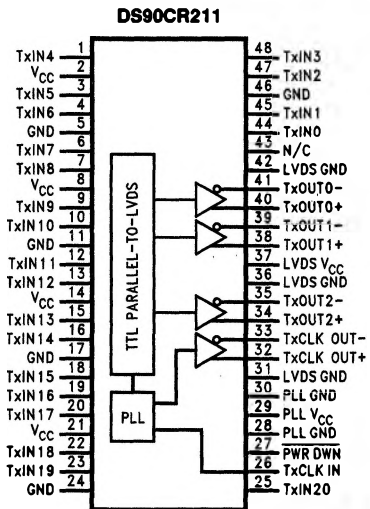 DS90CR211
TxIN4 1
VCC 2
TxIN5 3
TxIN6 4
GND 5
TxIN7 6
TxIN8 7
VCC 8
TxIN9 9
TxIN10 10
GND 11
TxIN11 12
TxIN12 13
VCC 14
TxIN13 15
TxIN14 16
GND 17
TxIN15 18
TxIN16 19
TxIN17 20
VCC 21
TxIN18 22
TxIN19 23
GND 24
TTL PARALLEL-TO-LVDS
PLL
48 TxIN3
47 TxIN2
46 GND
45 TxIN1
44 TxIN0
43 N/C
42 LVDS GND
41 TxOUT0-
40 TxOUT0+
39 TxOUT1-
38 TxOUT1+
37 LVDS VCC
36 LVDS GND
35 TxOUT2-
34 TxOUT2+
33 TxCLK OUT-
32 TxCLK OUT+
31 LVDS GND
30 PLL GND
29 PLL VCC
28 PLL GND
27 PWR DWN
26 TxCLK IN
25 TxIN20